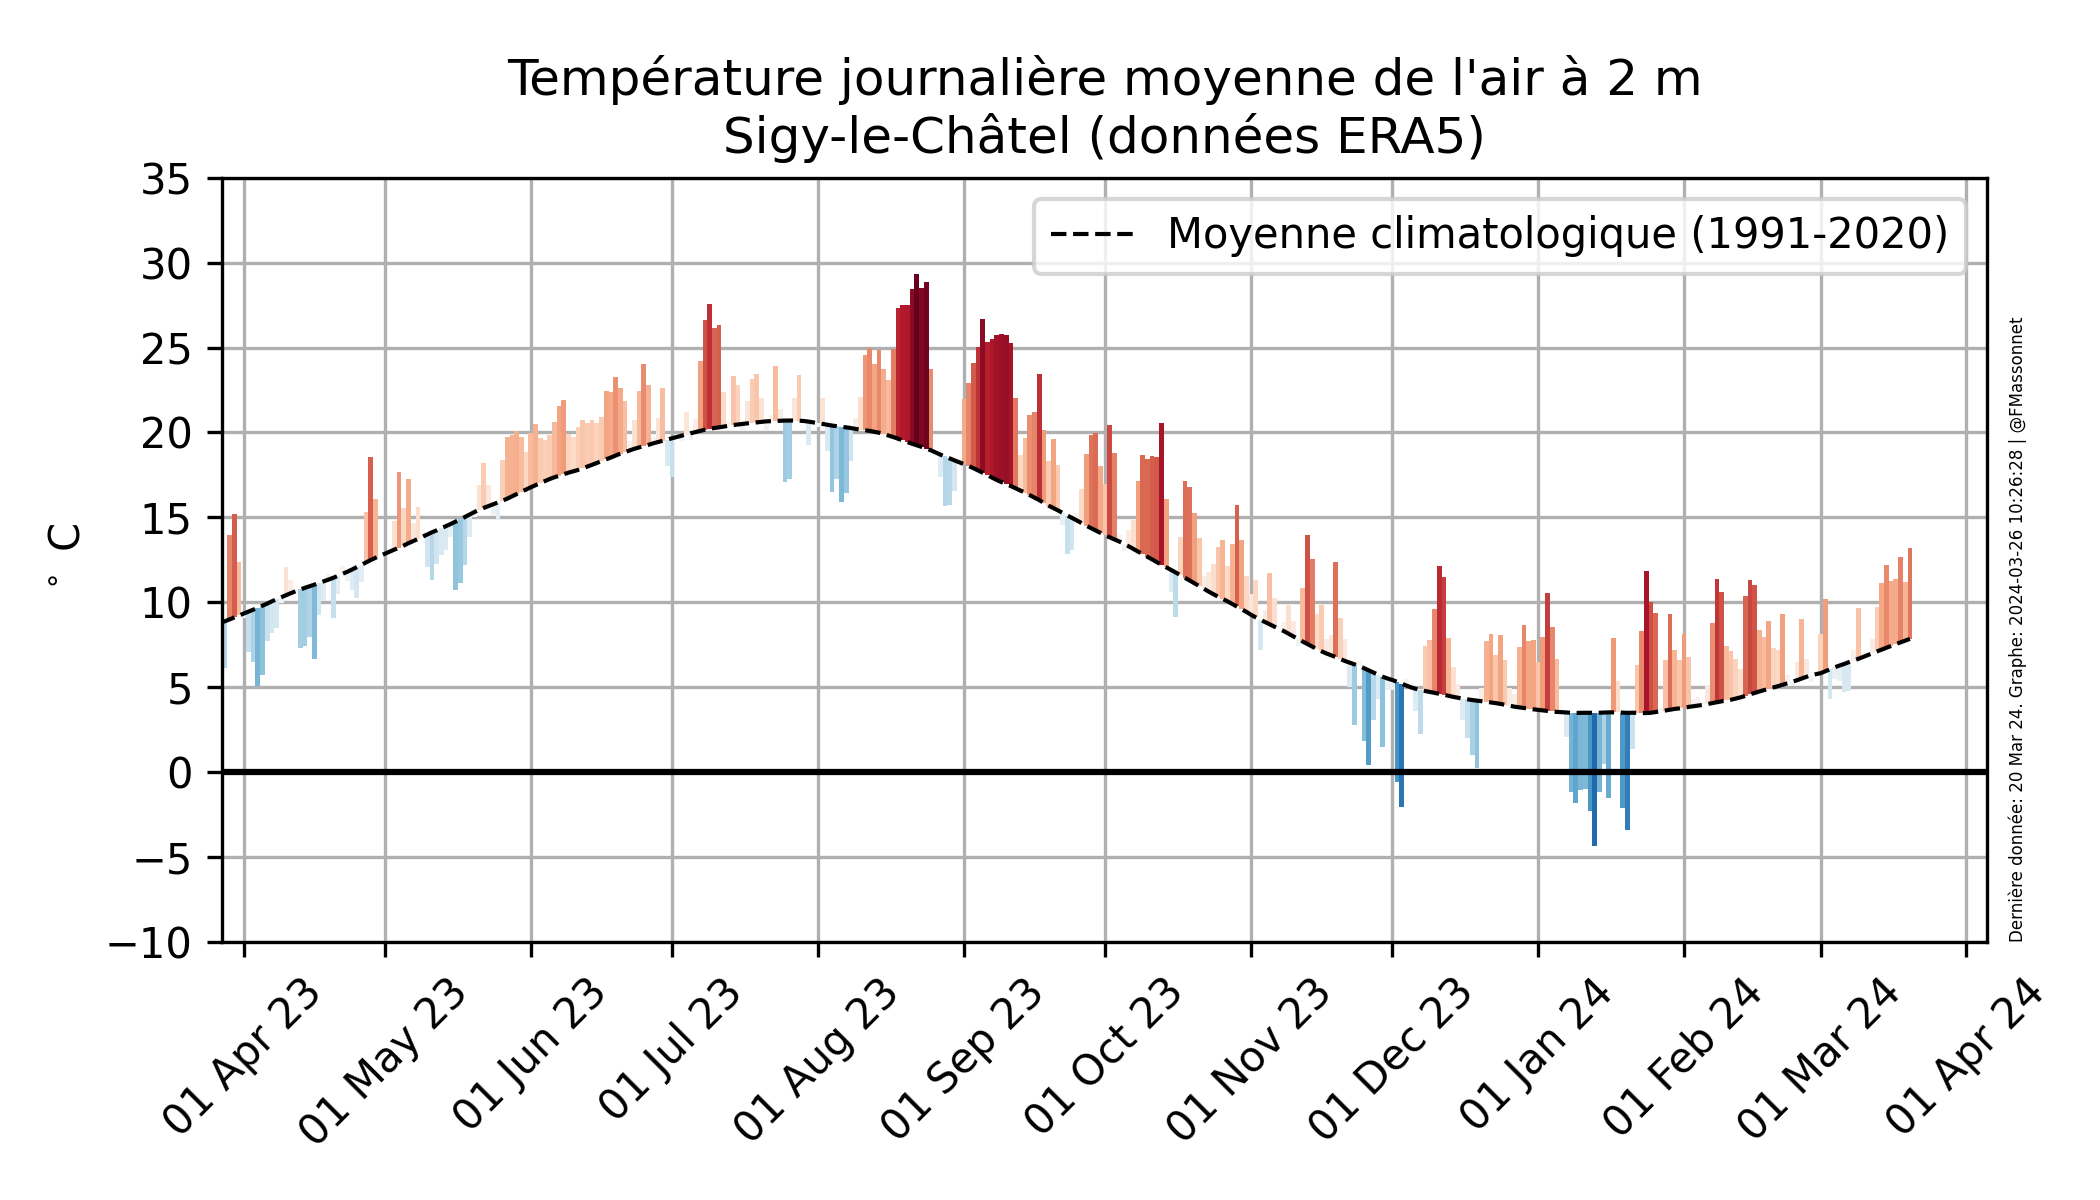 Température journalière moyenne de l'air à 2 m
Sigy-le-Châtel (données ERA5)
Moyenne climatologique (1991-2020)
° C
35
30
25
20
15
10
5
0
−5
−10
01 Apr 23
01 May 23
01 Jun 23
01 Jul 23
01 Aug 23
01 Sep 23
01 Oct 23
01 Nov 23
01 Dec 23
01 Jan 24
01 Feb 24
01 Mar 24
01 Apr 24
Dernière donnée: 20 Mar 24. Graphe: 2024-03-26 10:26:28 | @FMassonnet